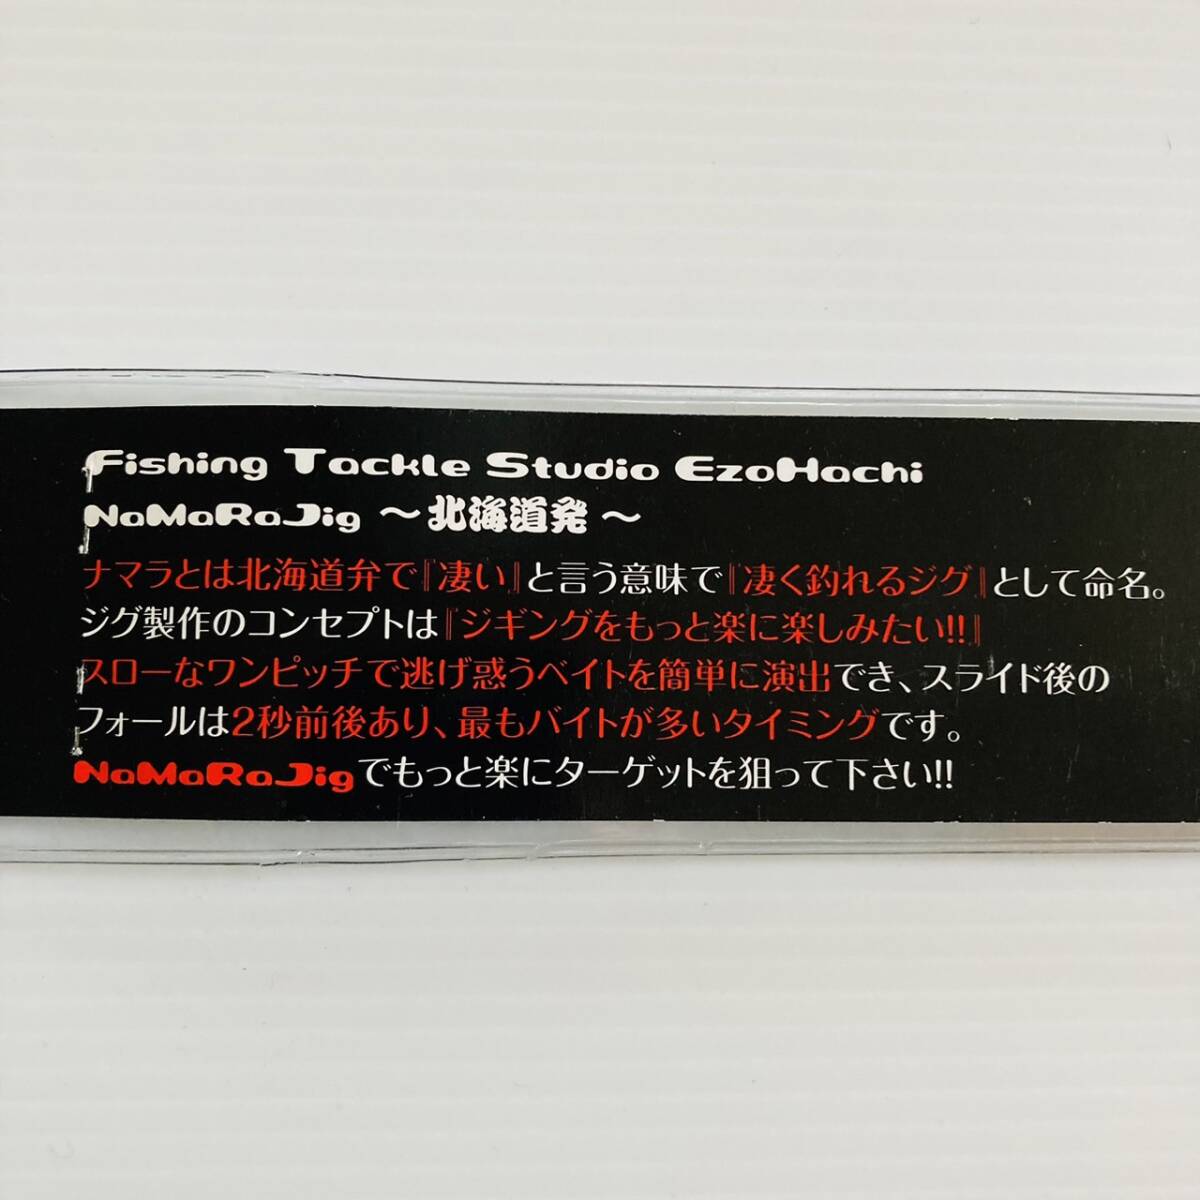 Fishing Tackle Studio EzoHachi
NaMaRaJig 〜北海道発〜
ナマラとは北海道弁で『凄い』と言う意味で『凄く釣れるジグ』として命名。
ジグ製作のコンセプトは『ジギングをもっと楽に楽しみたい!!』
スローなワンピッチで逃げ惑うベイトを簡単に演出でき、スライド後の
フォールは2秒前後あり、最もバイトが多いタイミングです。
NaMaRaJigでもっと楽にターゲットを狙って下さい!!